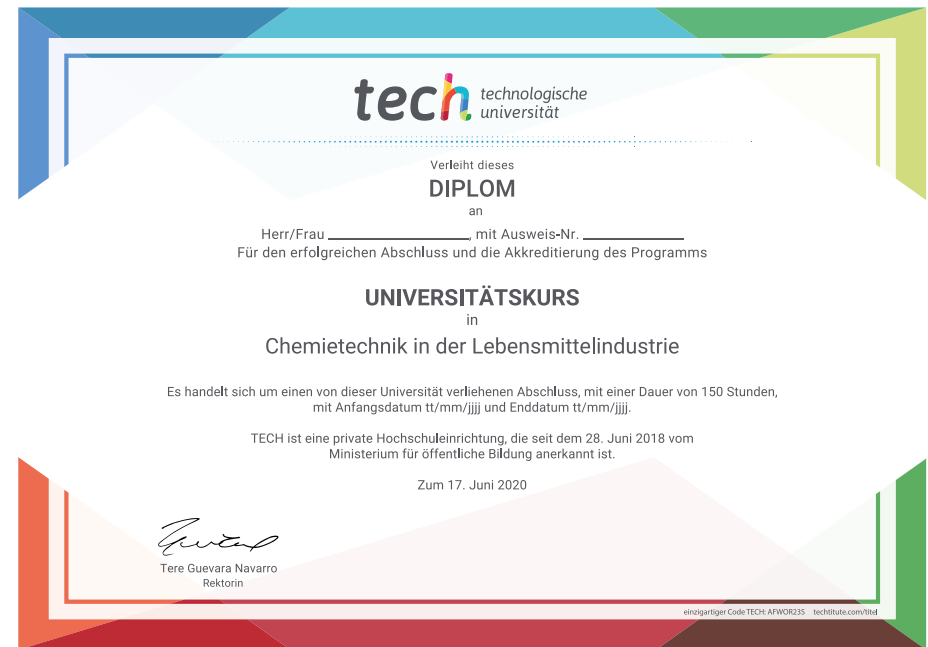 tech technologische
universität
Verleiht dieses
DIPLOM
an
Herr/Frau ____________, mit Ausweis-Nr. ____________
Für den erfolgreichen Abschluss und die Akkreditierung des Programms
UNIVERSITÄTSKURS
in
Chemietechnik in der Lebensmittelindustrie
Es handelt sich um einen von dieser Universität verliehenen Abschluss, mit einer Dauer von 150 Stunden,
mit Anfangsdatum tt/mm/jjjj und Enddatum tt/mm/jjjj.
TECH ist eine private Hochschuleinrichtung, die seit dem 28. Juni 2018 vom
Ministerium für öffentliche Bildung anerkannt ist.
Zum 17. Juni 2020
Tere Guevara Navarro
Rektorin
einzigartiger Code TECH: AFWOR23S techtitute.com/titel